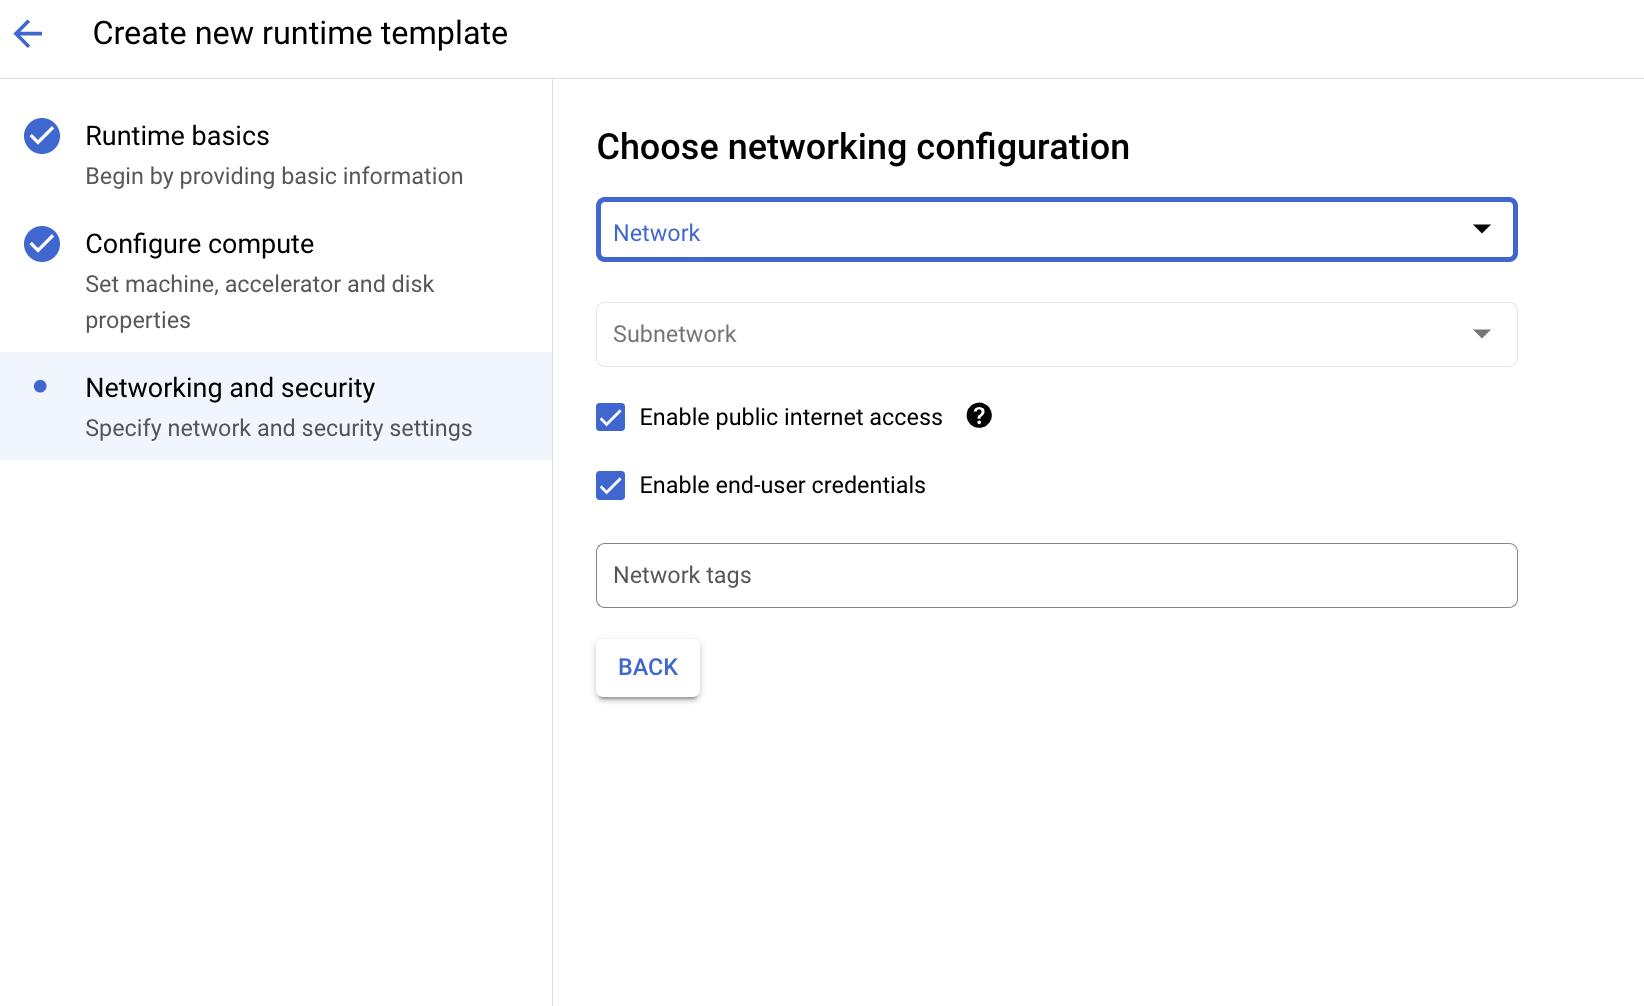 Create new runtime template
Runtime basics
Begin by providing basic information
Configure compute
Set machine, accelerator and disk
properties
Networking and security
Specify network and security settings
Choose networking configuration
Network
Subnetwork
Enable public internet access
Enable end-user credentials
Network tags
BACK